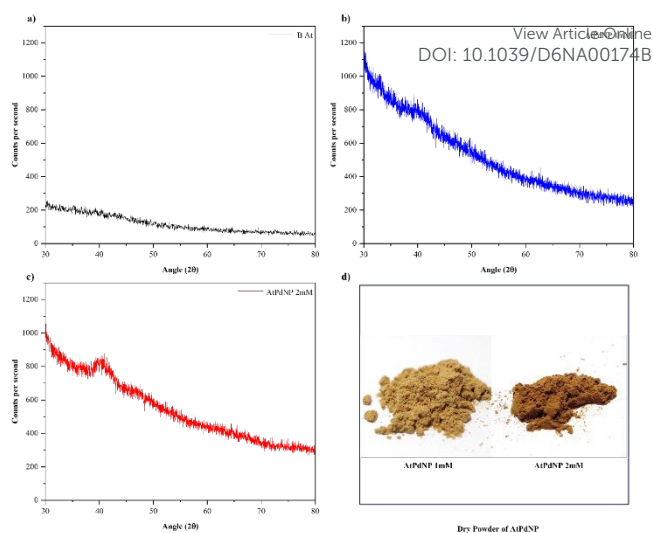 a)
B At
1200
1000
800
600
400
200
0
30 40 50 60 70 80
Counts per second
Angle (2θ)
b)
View Article Online
DOI: 10.1039/D6NA00174B
1200
1000
800
600
400
200
0
30 40 50 60 70 80
Counts per second
Angle (2θ)
c)
AtPdNP 2mM
1200
1000
800
600
400
200
0
30 40 50 60 70 80
Counts per second
Angle (2θ)
d)
AtPdNP 1mM AtPdNP 2mM
Dry Powder of AtPdNP